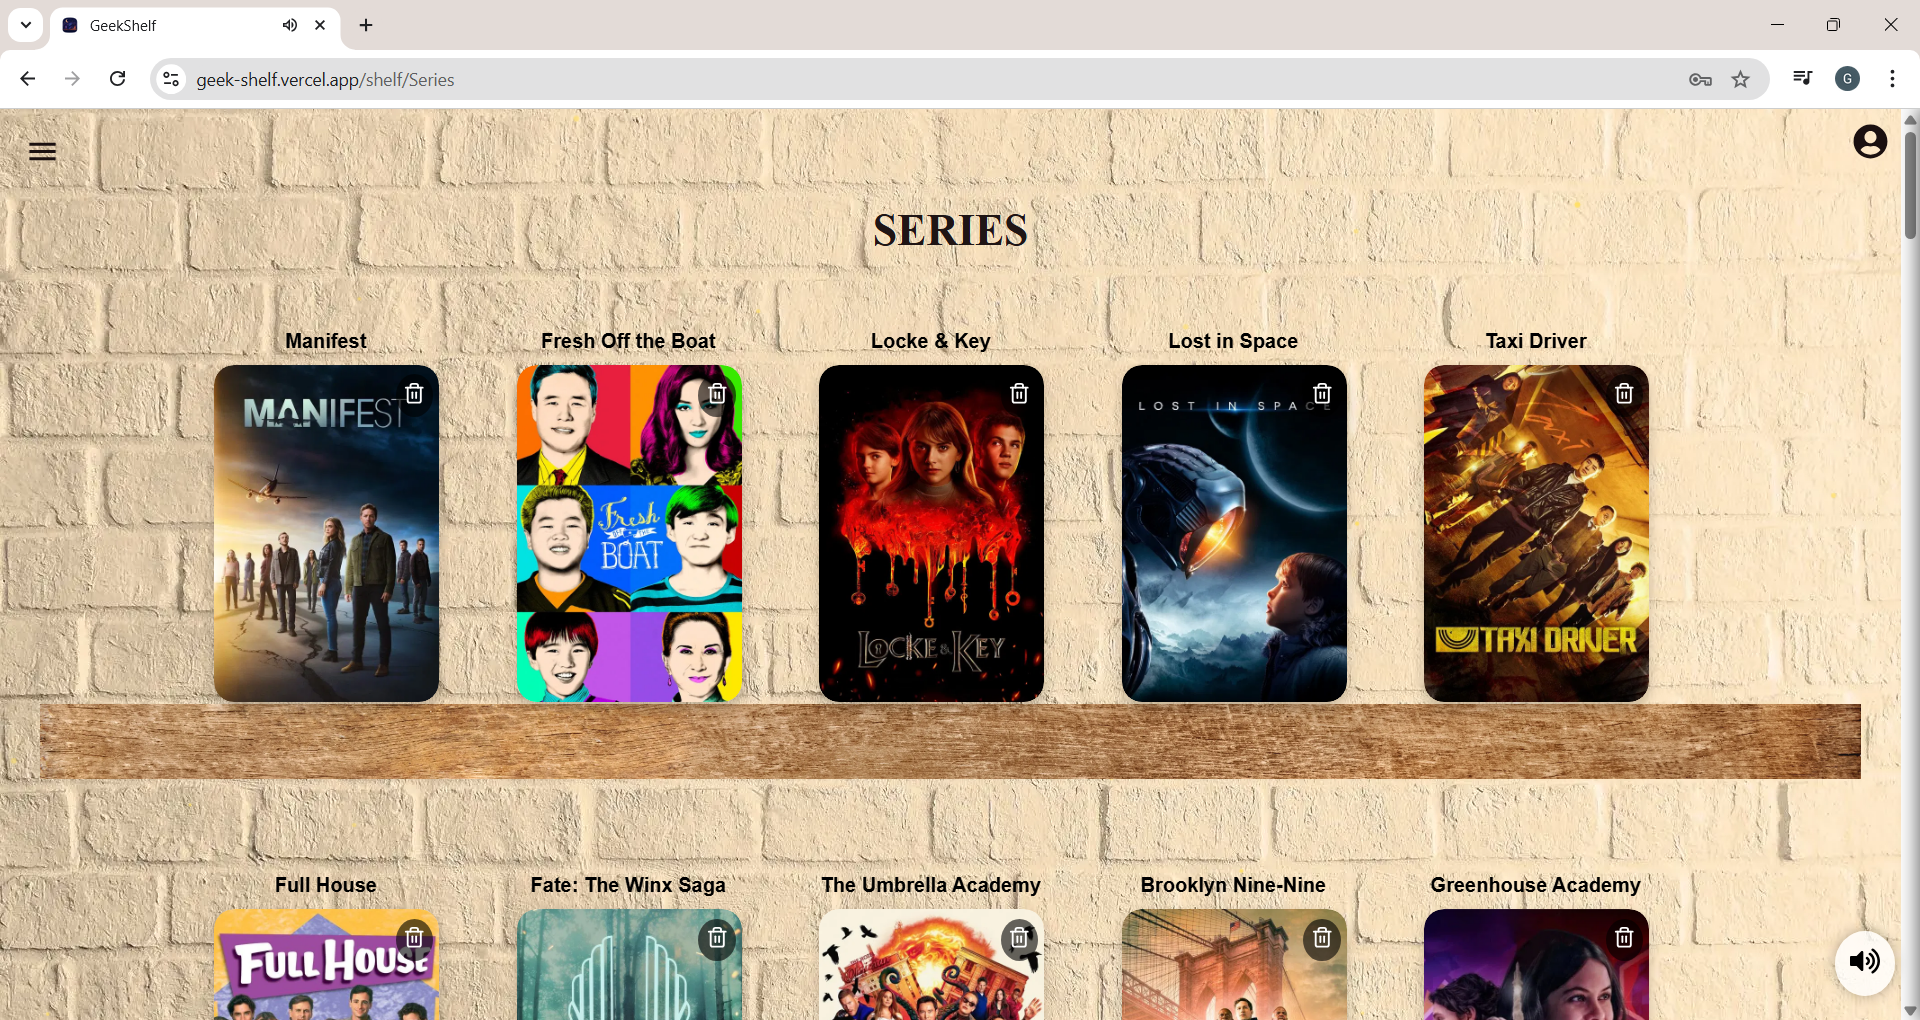 GeekShelf
geek-shelf.vercel.app/shelf/Series
G
SERIES
Manifest
Fresh Off the Boat
Locke & Key
Lost in Space
Taxi Driver
MANIFEST
Fresh
OFF THE
BOAT
LOCKE & KEY
LOST IN SPACE
TAXI DRIVER
Full House
Fate: The Winx Saga
The Umbrella Academy
Brooklyn Nine-Nine
Greenhouse Academy
FULL HOUSE